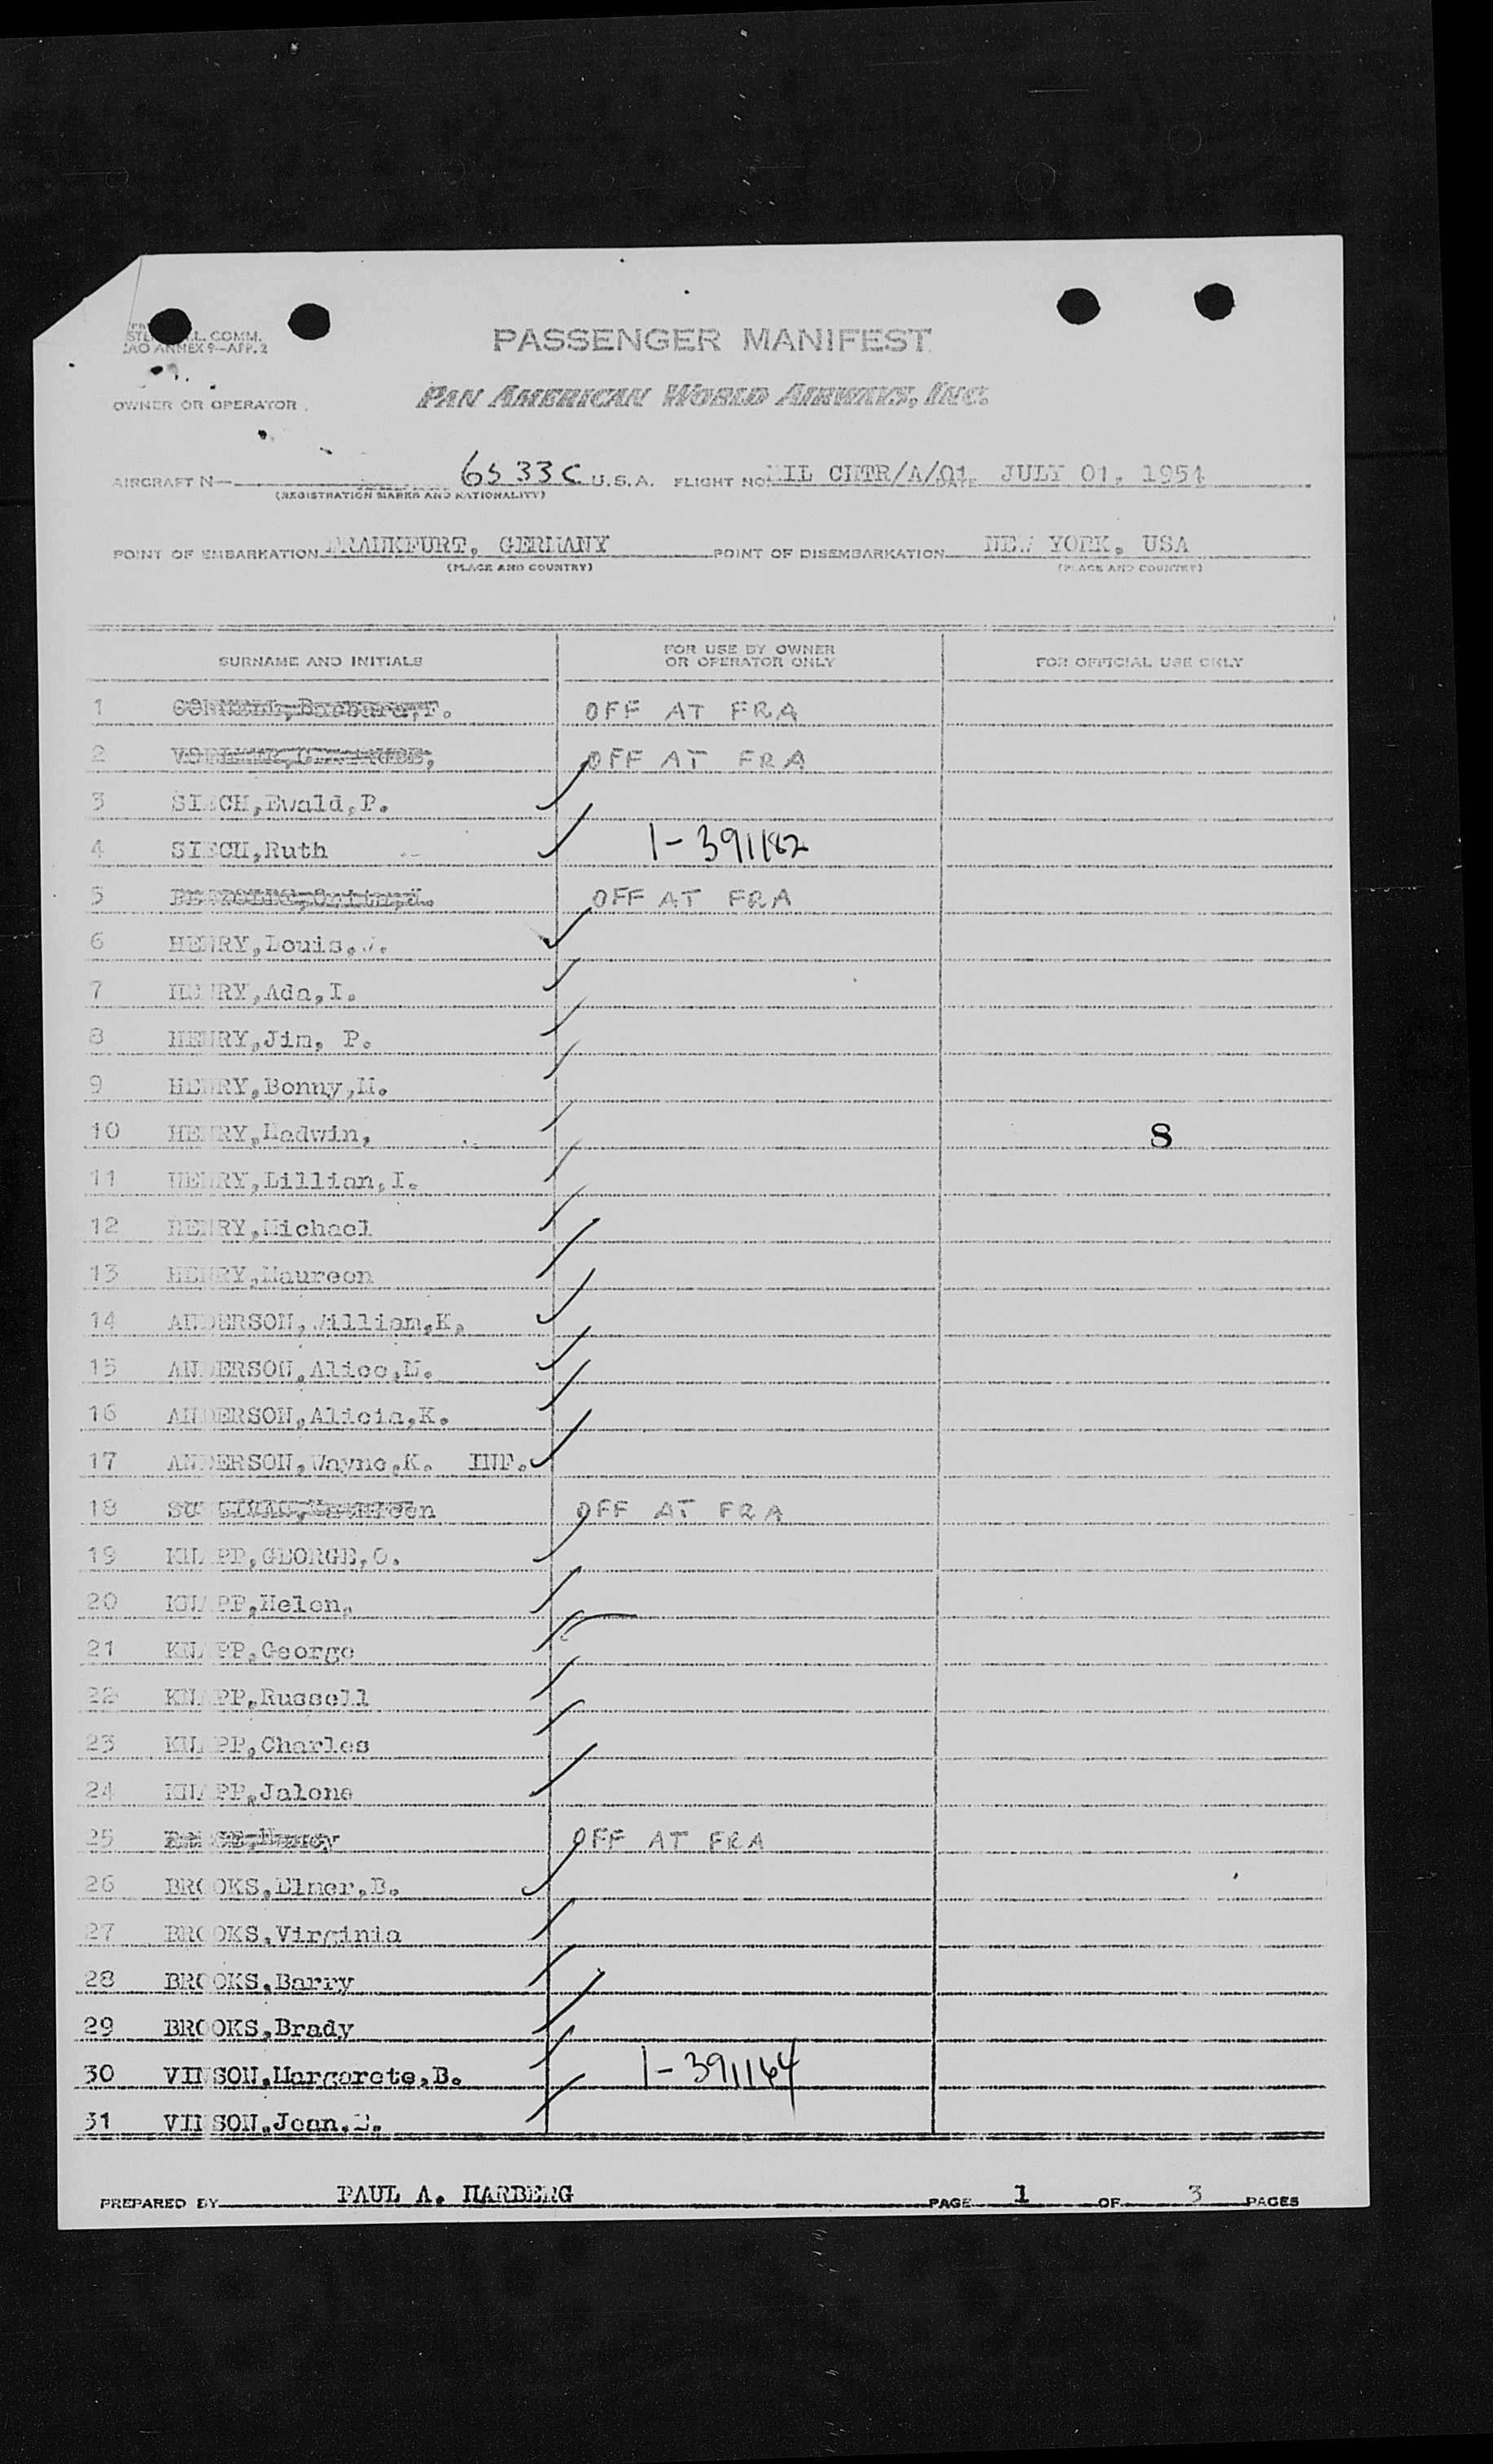 L. COMM.
ANNEX 9—APP. 2
PASSENGER MANIFEST
PAN AMERICAN WORLD AIRWAYS, INC.
OWNER OR OPERATOR
AIRCRAFT N— 6533C U.S.A. FLIGHT NO. MIL CHTR/A/01 DATE JULY 01, 1954
(REGISTRATION MARKS AND NATIONALITY)
POINT OF EMBARKATION FRANKFURT, GERMANY POINT OF DISEMBARKATION NEW YORK, USA
(PLACE AND COUNTRY) (PLACE AND COUNTRY)
SURNAME AND INITIALS FOR USE BY OWNER OR OPERATOR ONLY FOR OFFICIAL USE ONLY
1 Barbara, F. OFF AT FRA
2 OFF AT FRA
3 SIECH, Ewald, P.
4 SIECH, Ruth 1-391182
5 OFF AT FRA
6 HENRY, Louis, J.
7 HENRY, Ada, I.
8 HENRY, Jim, P.
9 HENRY, Bonny, M.
10 HENRY, Hadwin, S
11 HENRY, Lillian, I.
12 HENRY, Michael
13 HENRY, Maureen
14 ANDERSON, William, K.
15 ANDERSON, Alice, M.
16 ANDERSON, Alicia, K.
17 ANDERSON, Wayne, K. INF.
18 OFF AT FRA
19 KNAPP, GEORGE, O.
20 KNAPP, Helen,
21 KNAPP, George
22 KNAPP, Russell
23 KNAPP, Charles
24 KNAPP, Jalone
25 OFF AT FRA
26 BROOKS, Elmer, B.
27 BROOKS, Virginia
28 BROOKS, Barry
29 BROOKS, Brady
30 VINSON, Margarete, B. 1-391164
31 VINSON, Jean, E.
PREPARED BY PAUL A. HARBERG PAGE 1 OF 3 PAGES